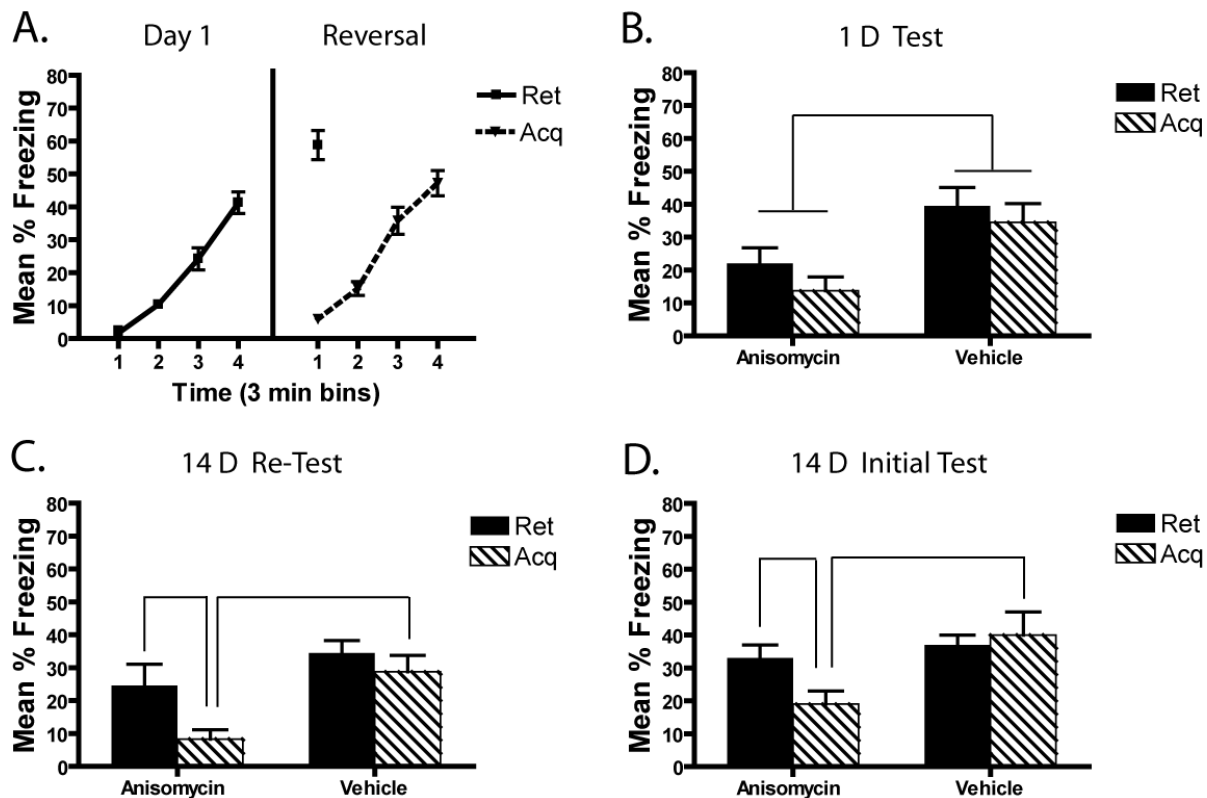 A.
Day 1
Reversal
Mean % Freezing
80
70
60
50
40
30
20
10
0
1 2 3 4 1 2 3 4
Time (3 min bins)
Ret
Acq
B.
1 D Test
Mean % Freezing
80
70
60
50
40
30
20
10
0
Anisomycin Vehicle
Ret
Acq
C.
14 D Re-Test
Mean % Freezing
80
70
60
50
40
30
20
10
0
Anisomycin Vehicle
Ret
Acq
D.
14 D Initial Test
Mean % Freezing
80
70
60
50
40
30
20
10
0
Anisomycin Vehicle
Ret
Acq